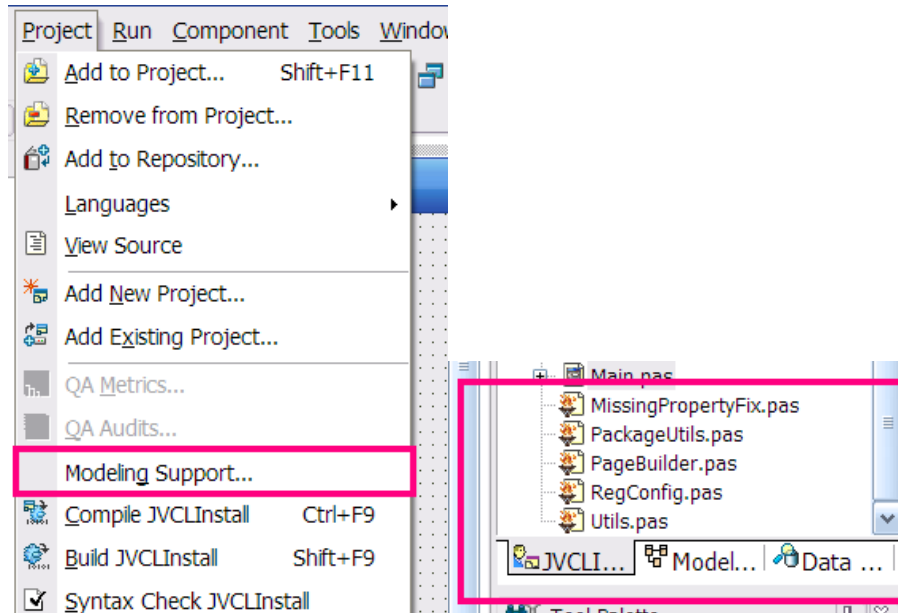 Project Run Component Tools Window
Add to Project... Shift+F11
Remove from Project...
Add to Repository...
Languages
View Source
Add New Project...
Add Existing Project...
QA Metrics...
QA Audits...
Modeling Support...
Compile JVCLInstall Ctrl+F9
Build JVCLInstall Shift+F9
Syntax Check JVCLInstall
Main.pas
MissingPropertyFix.pas
PackageUtils.pas
PageBuilder.pas
RegConfig.pas
Utils.pas
JVCLI... Model... Data ...
Tool Palette